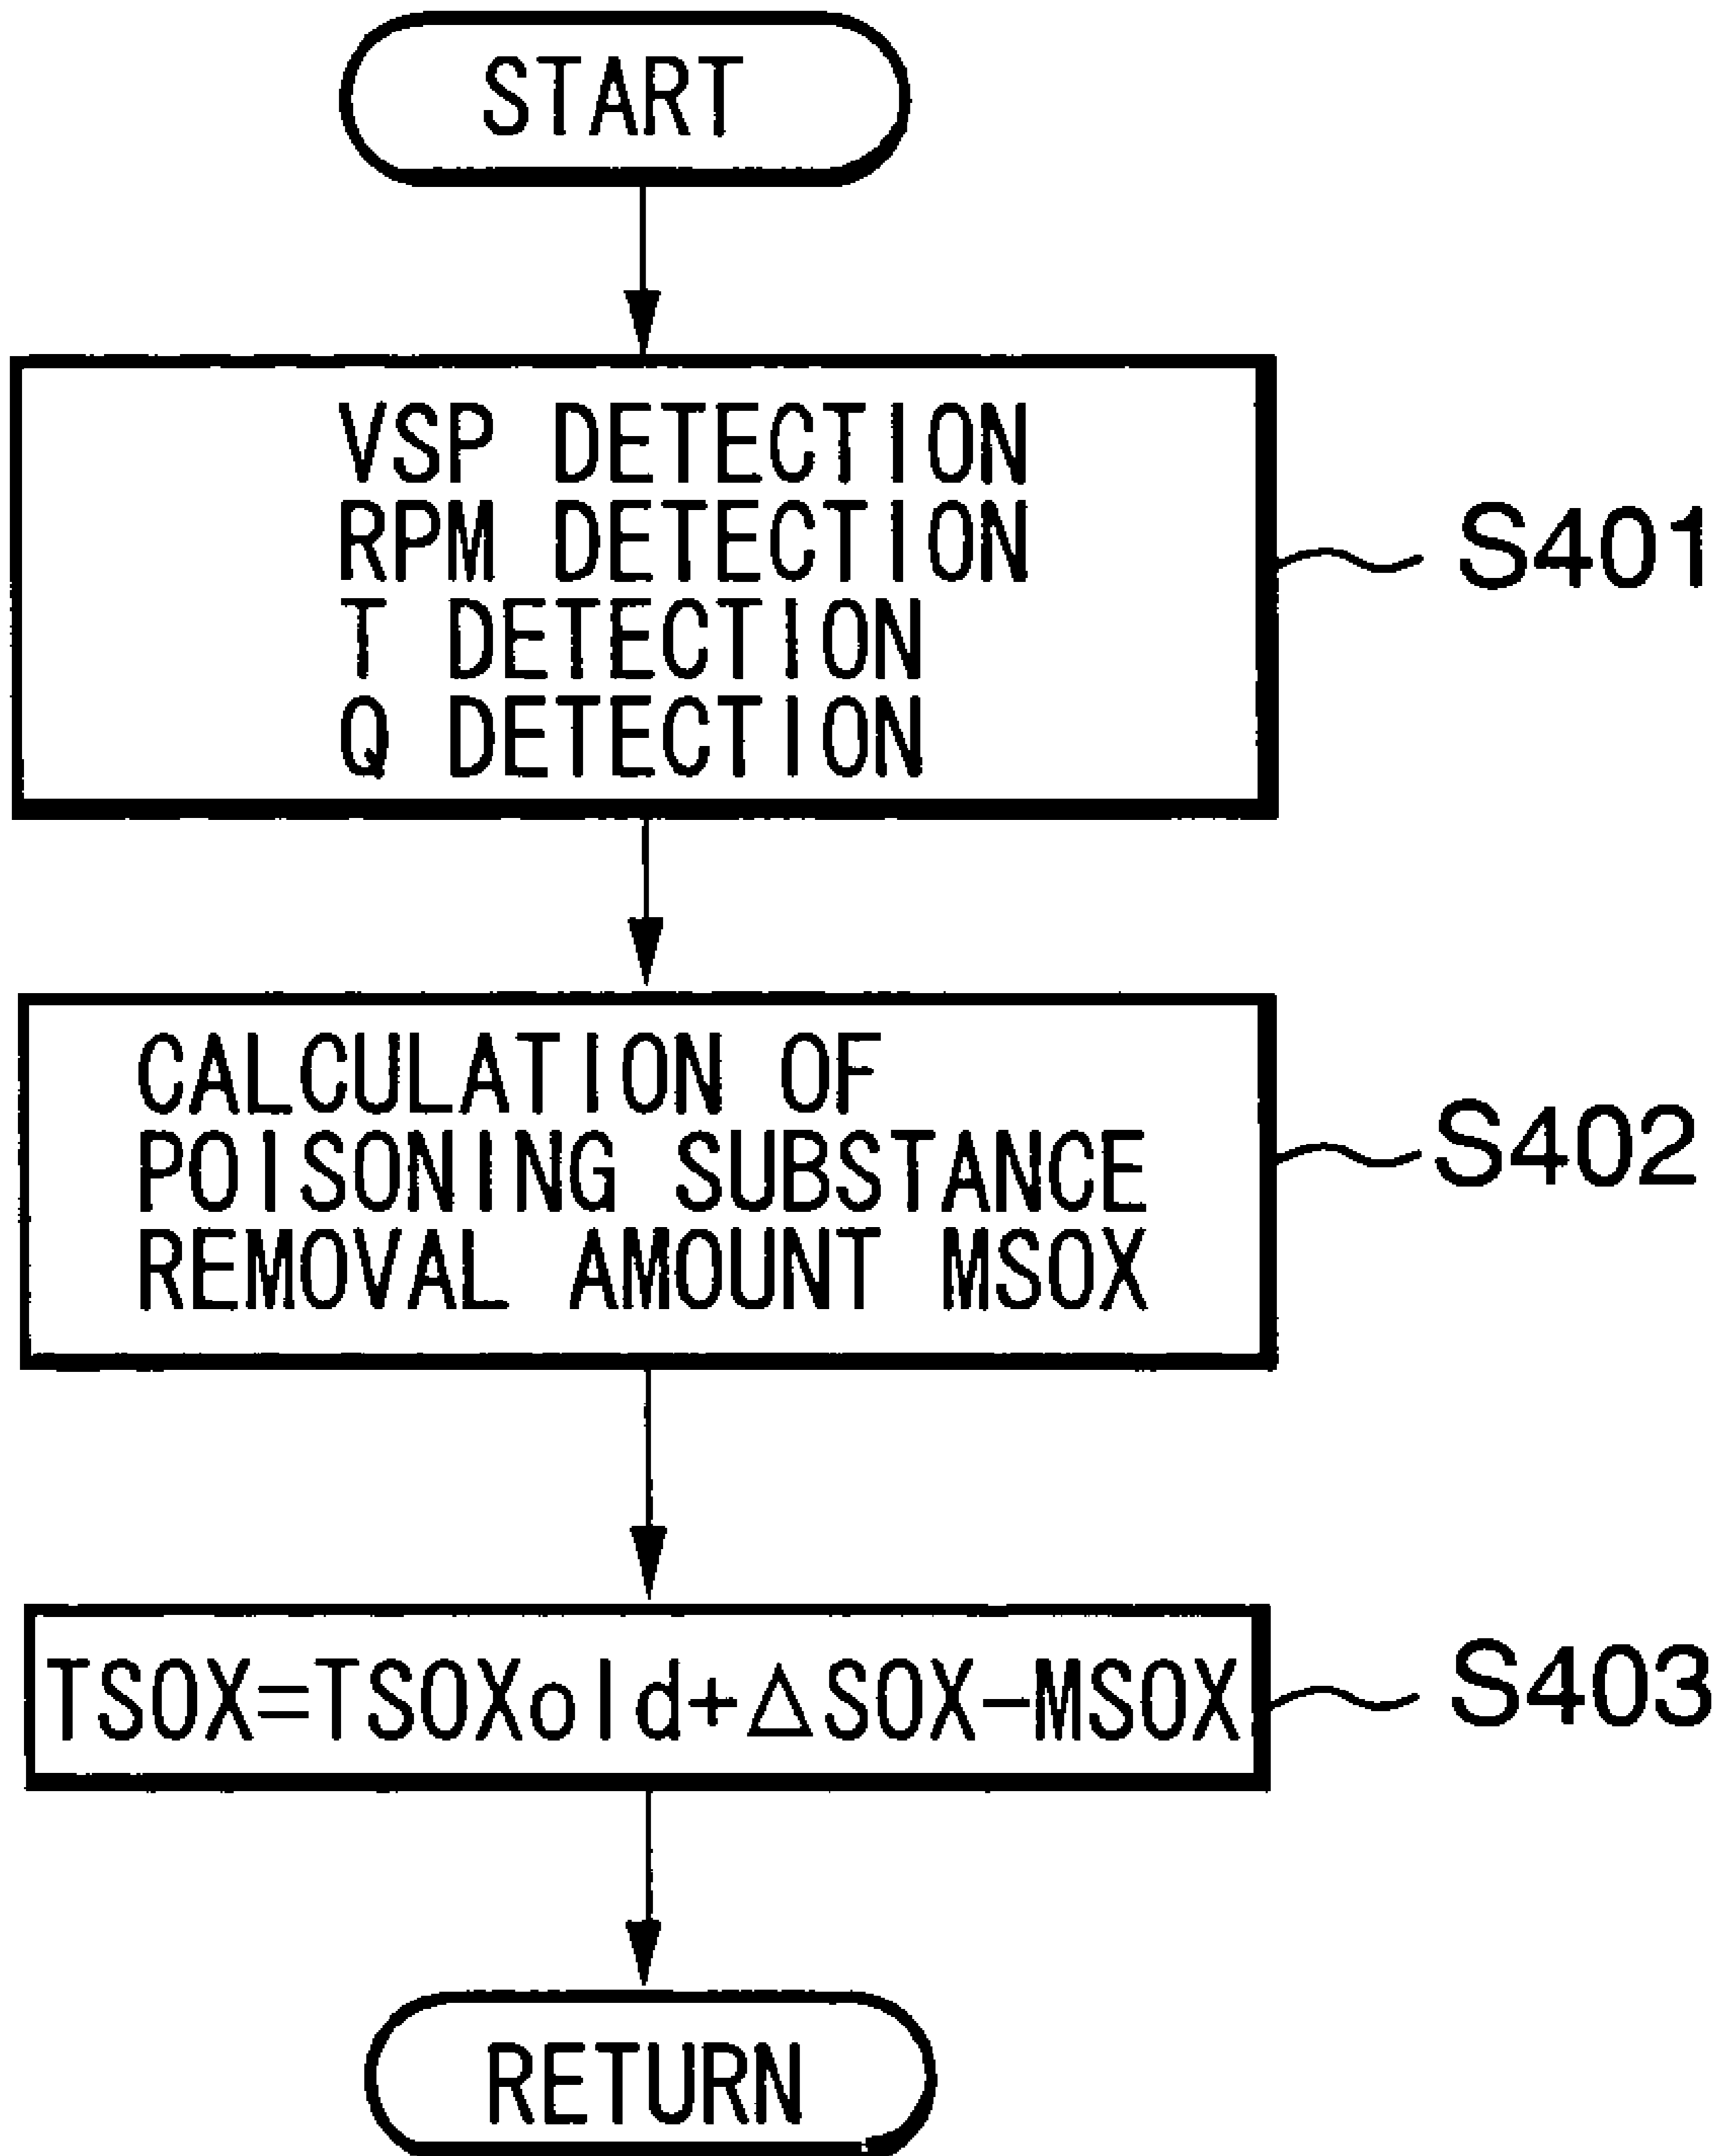 START
VSP DETECTION
RPM DETECTION
T DETECTION
Q DETECTION
S401
CALCULATION OF
POISONING SUBSTANCE
REMOVAL AMOUNT MSOX
S402
TSOX=TSOXold+△SOX-MSOX
S403
RETURN